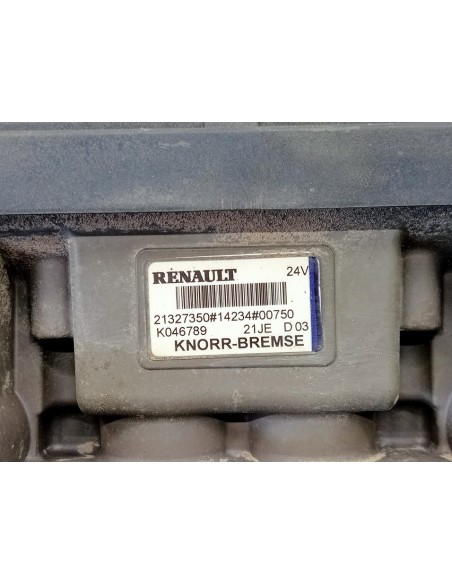 RENAULT 24V
21327350#14234#00750
K046789 21JE D 03
KNORR-BREMSE